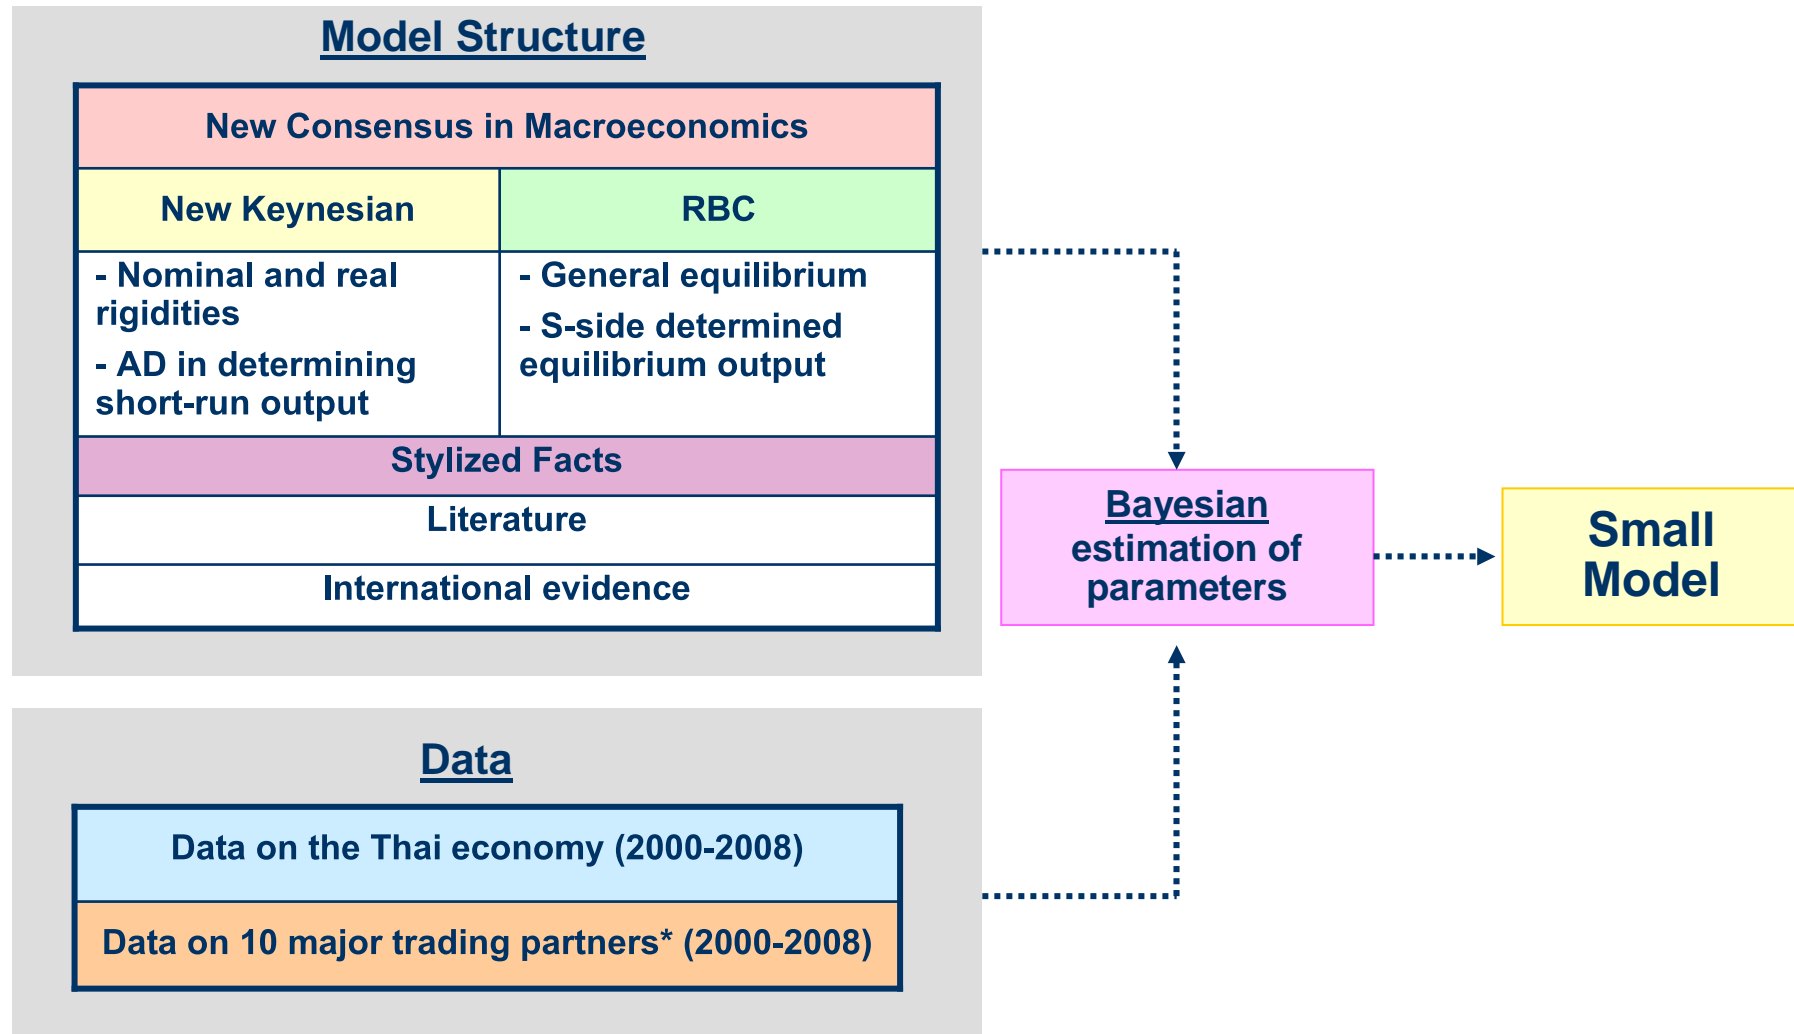 Model Structure
New Consensus in Macroeconomics
New Keynesian
RBC
- Nominal and real
rigidities
- AD in determining
short-run output
- General equilibrium
- S-side determined
equilibrium output
Stylized Facts
Literature
International evidence
Bayesian
estimation of
parameters
Small
Model
Data
Data on the Thai economy (2000-2008)
Data on 10 major trading partners* (2000-2008)